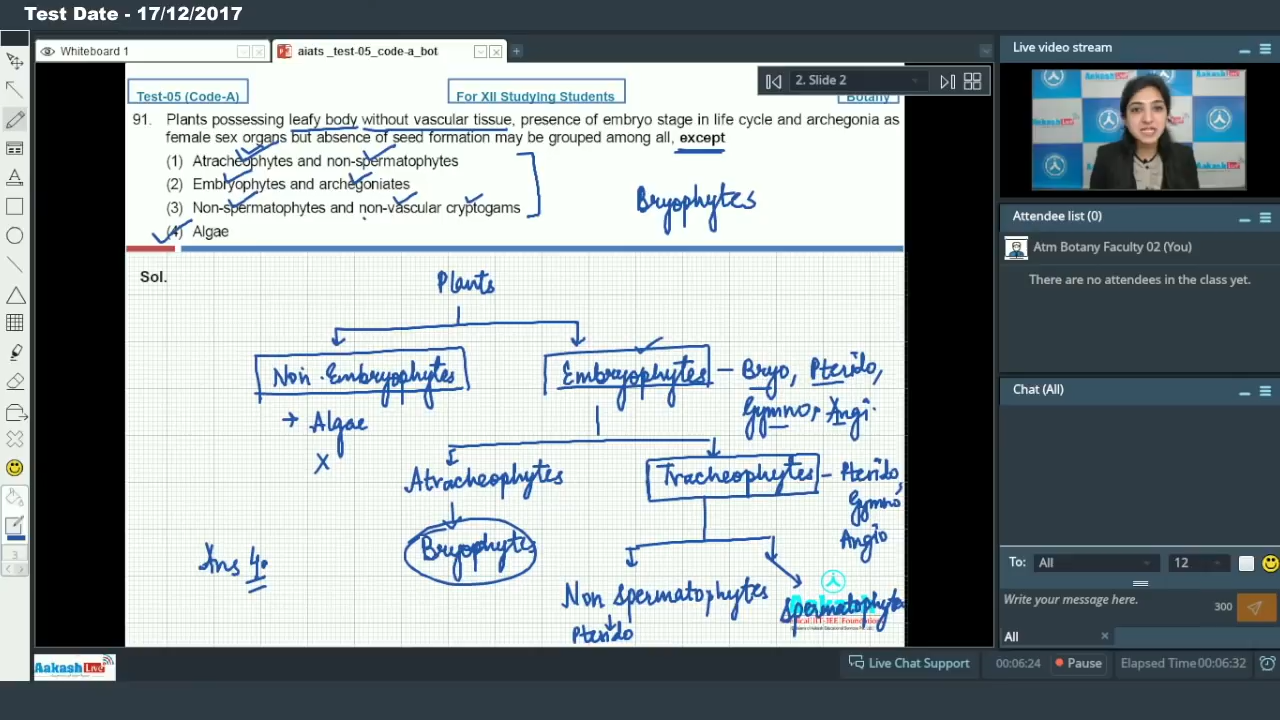 Test Date - 17/12/2017
Whiteboard 1
aiats _test-05_code-a_bot
Live video stream
2. Slide 2
Test-05 (Code-A)
For XII Studying Students
Botany
91. Plants possessing leafy body without vascular tissue, presence of embryo stage in life cycle and archegonia as
female sex organs but absence of seed formation may be grouped among all, except
(1) Atracheophytes and non-spermatophytes
(2) Embryophytes and archegoniates
(3) Non-spermatophytes and non-vascular cryptogams
(4) Algae
Bryophytes
Sol.
Plants
Non-Embryophytes
Embryophytes - Bryo, Pterido,
Gymno, Angi.
→ Algae
X
Atracheophytes
Tracheophytes - Pterido,
Gymno,
Angio
Bryophytes
Ans 4.
Non Spermatophytes
Spermatophytes
Pterido
Aakash
Aakash Live
Attendee list (0)
Atm Botany Faculty 02 (You)
There are no attendees in the class yet.
Chat (All)
To: All 12
Write your message here.
300
All
3
Live Chat Support
00:06:24
Pause
Elapsed Time 00:06:32